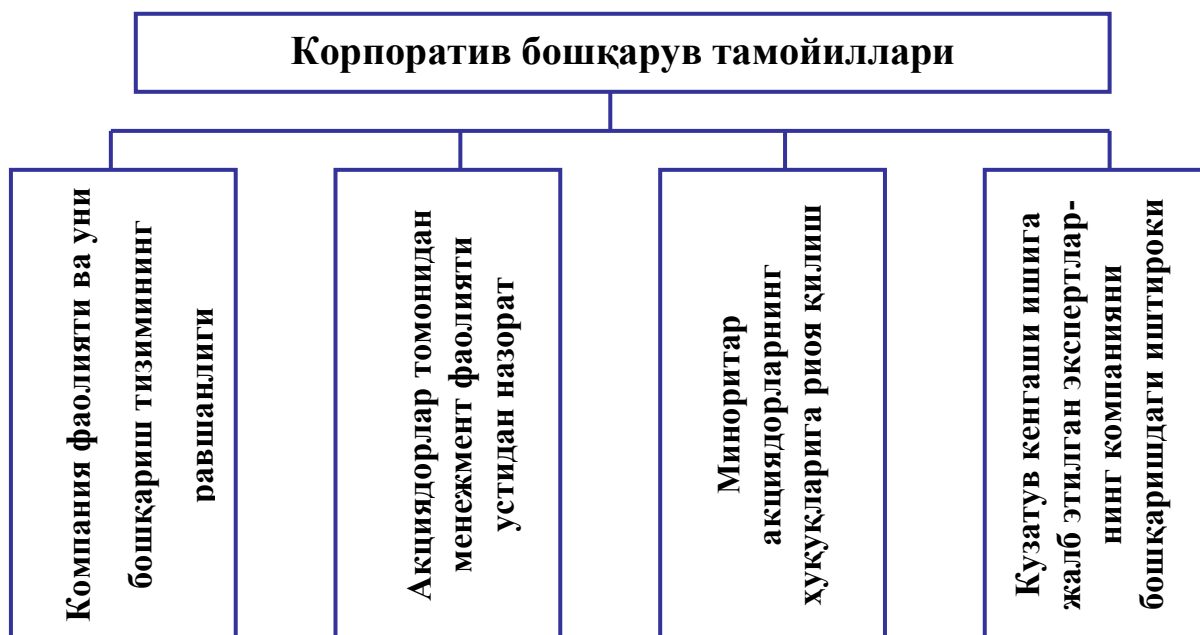 Корпоратив бошқарув тамойиллари
Компания фаолияти ва уни
бошқариш тизимининг
равшанлиги
Акциядорлар томонидан
менежмент фаолияти
устидан назорат
Миноритар
акциядорларнинг
ҳуқуқларига риоя қилиш
Кузатув кенгаши ишига
жалб этилган экспертлар-
нинг компанияни
бошқаришдаги иштироки